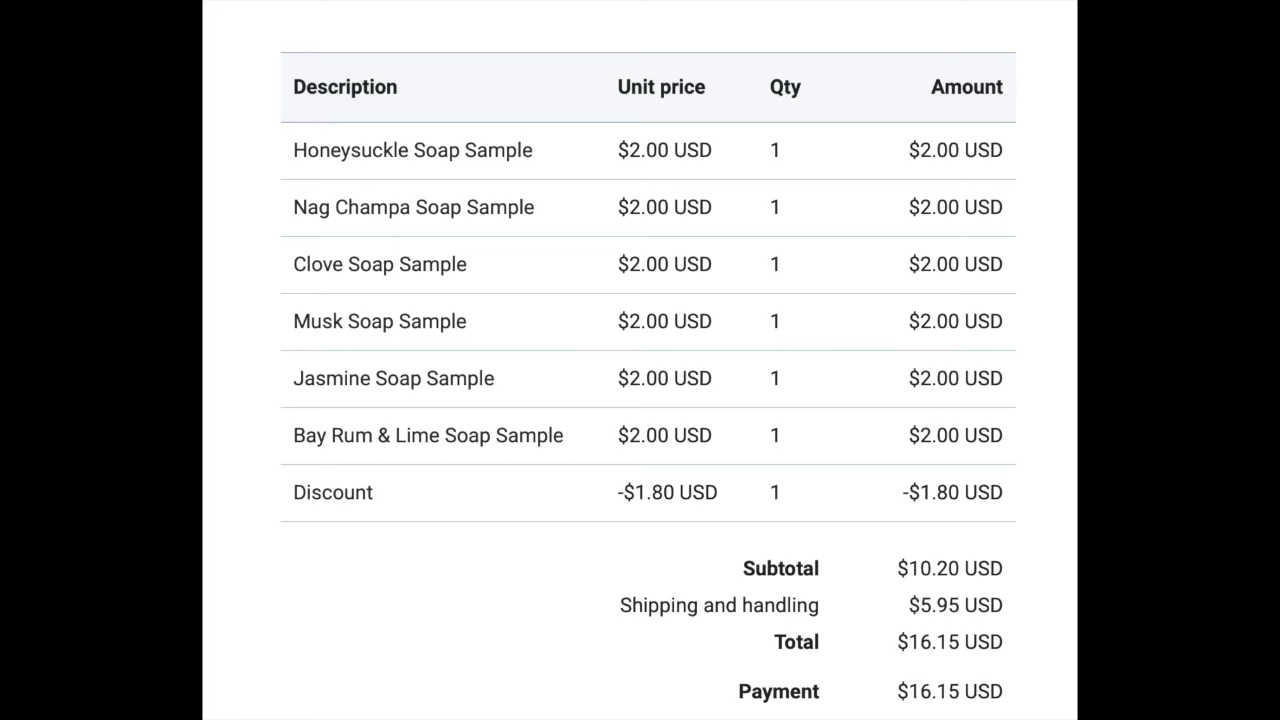 Description Unit price Qty Amount
Honeysuckle Soap Sample $2.00 USD 1 $2.00 USD
Nag Champa Soap Sample $2.00 USD 1 $2.00 USD
Clove Soap Sample $2.00 USD 1 $2.00 USD
Musk Soap Sample $2.00 USD 1 $2.00 USD
Jasmine Soap Sample $2.00 USD 1 $2.00 USD
Bay Rum & Lime Soap Sample $2.00 USD 1 $2.00 USD
Discount -$1.80 USD 1 -$1.80 USD
Subtotal $10.20 USD
Shipping and handling $5.95 USD
Total $16.15 USD
Payment $16.15 USD